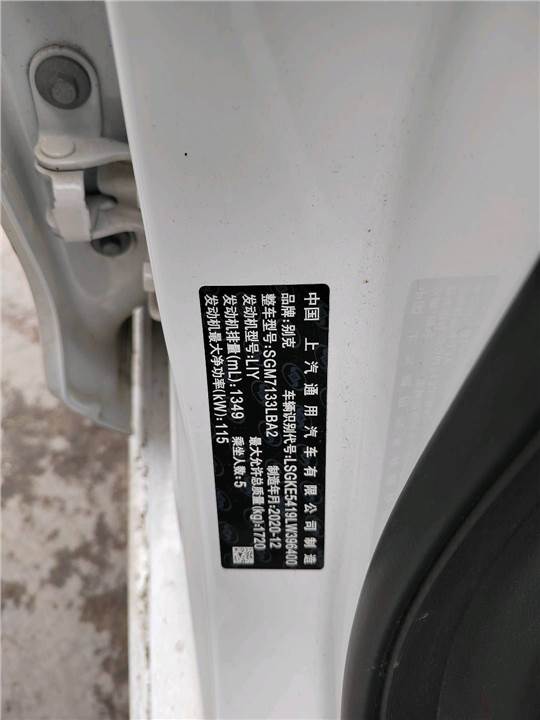 中国 上汽通用汽车有限公司制造
品牌:别克 车辆识别代号:LSGKE5419LW396400
整车型号:SGM7133LBA2 制造年月:2020-12
发动机型号:LIY 最大允许总质量(kg):1720
发动机排量(mL):1349 乘坐人数:5
发动机最大净功率(kW):115